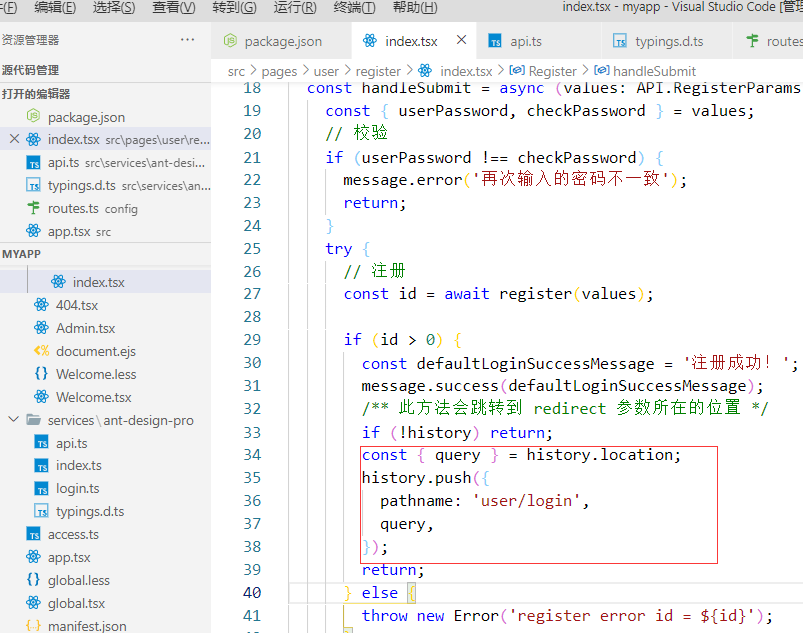 件(F) 编辑(E) 选择(S) 查看(V) 转到(G) 运行(R) 终端(T) 帮助(H) index.tsx - myapp - Visual Studio Code [管理
资源管理器 ···
源代码管理
打开的编辑器
package.json
index.tsx src\pages\user\re...
api.ts src\services\ant-desi...
typings.d.ts src\services\an...
routes.ts config
app.tsx src
MYAPP
index.tsx
404.tsx
Admin.tsx
document.ejs
Welcome.less
Welcome.tsx
services\ant-design-pro
api.ts
index.ts
login.ts
typings.d.ts
access.ts
app.tsx
global.less
global.tsx
manifest.json
package.json index.tsx api.ts typings.d.ts routes
src > pages > user > register > index.tsx > Register > handleSubmit
18 const handleSubmit = async (values: API.RegisterParams
19 const { userPassword, checkPassword } = values;
20 // 校验
21 if (userPassword !== checkPassword) {
22 message.error('再次输入的密码不一致');
23 return;
24 }
25 try {
26 // 注册
27 const id = await register(values);
28
29 if (id > 0) {
30 const defaultLoginSuccessMessage = '注册成功！';
31 message.success(defaultLoginSuccessMessage);
32 /** 此方法会跳转到 redirect 参数所在的位置 */
33 if (!history) return;
34 const { query } = history.location;
35 history.push({
36 pathname: 'user/login',
37 query,
38 });
39 return;
40 } else {
41 throw new Error('register error id = ${id}');